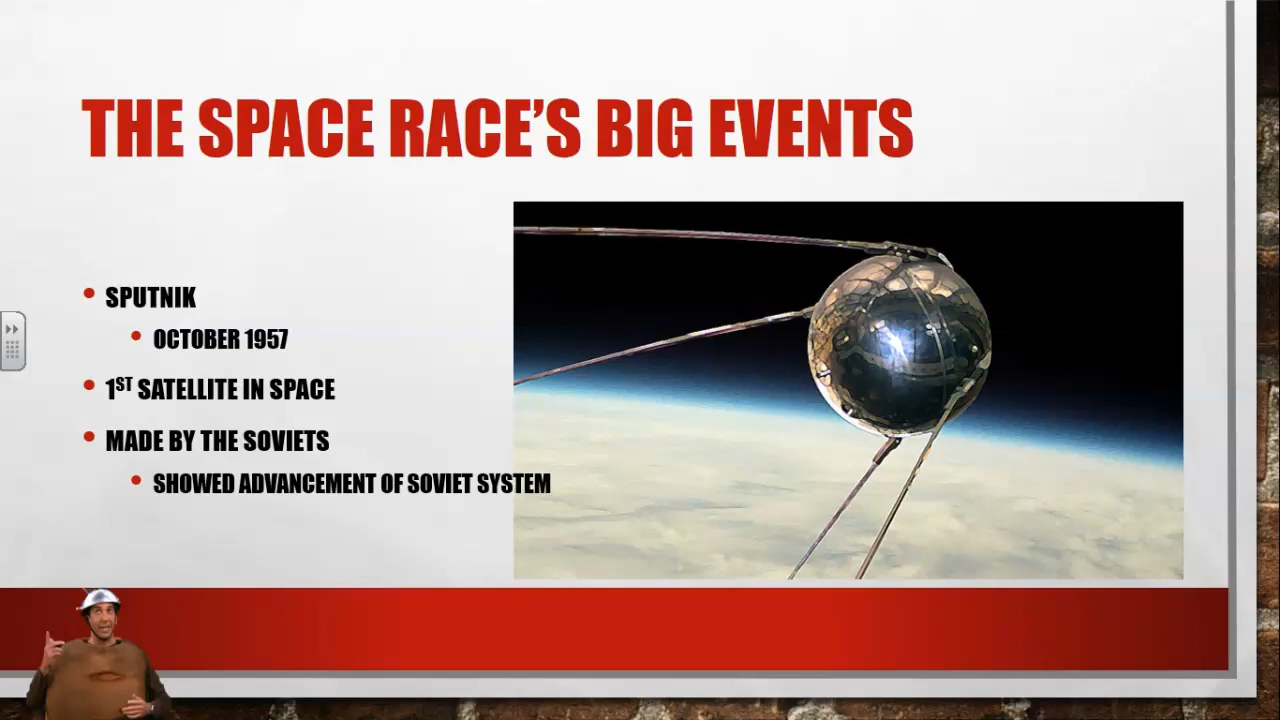 THE SPACE RACE'S BIG EVENTS
SPUTNIK
OCTOBER 1957
1ST SATELLITE IN SPACE
MADE BY THE SOVIETS
SHOWED ADVANCEMENT OF SOVIET SYSTEM